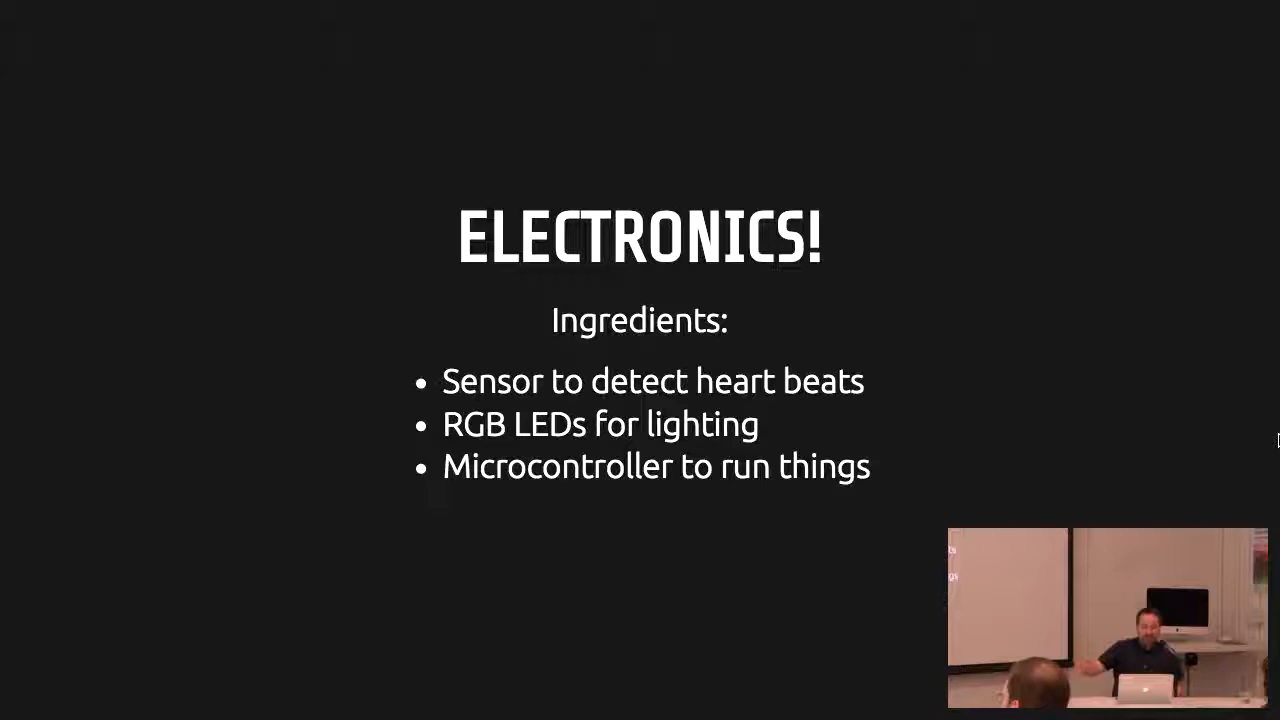 ELECTRONICS!
Ingredients:
• Sensor to detect heart beats
• RGB LEDs for lighting
• Microcontroller to run things